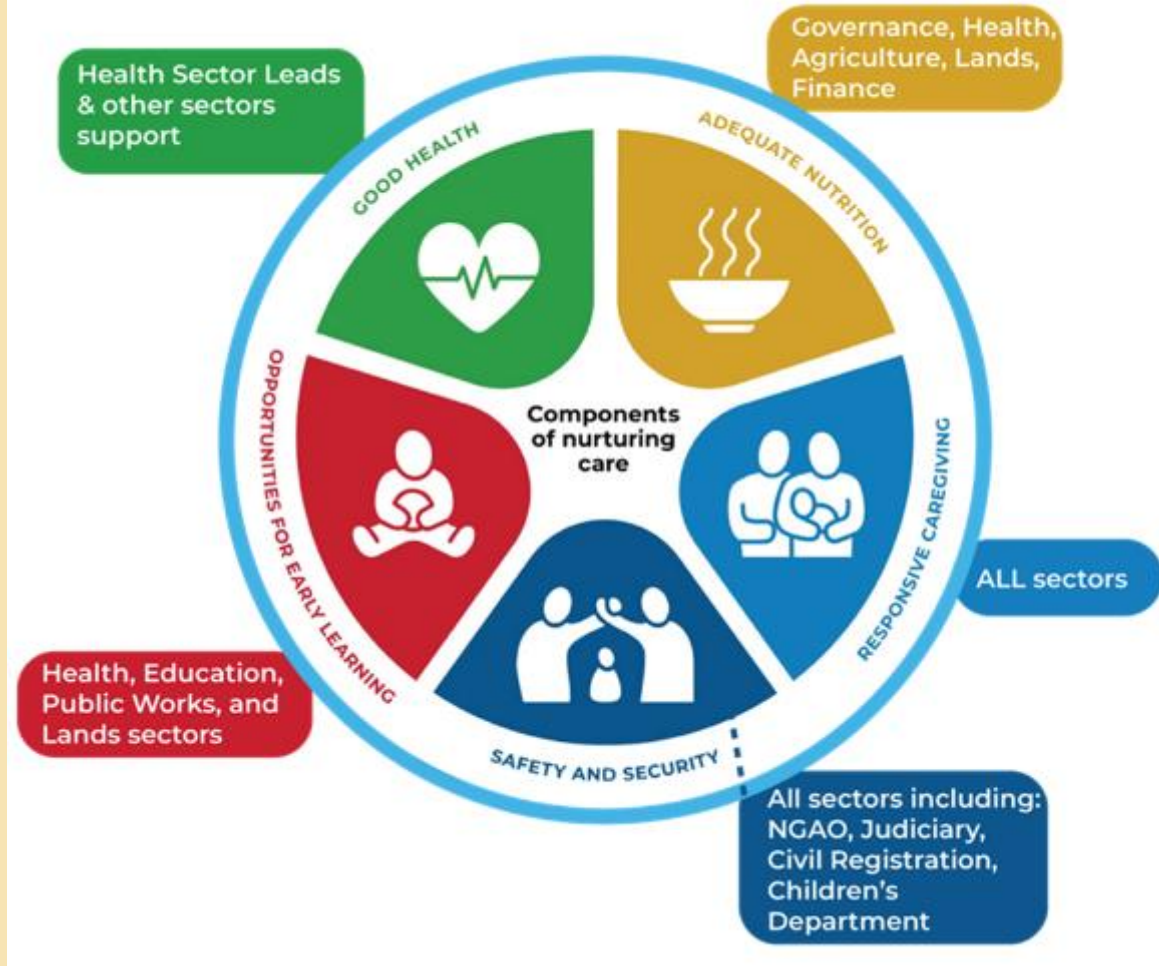 Health Sector Leads
& other sectors
support
Governance, Health,
Agriculture, Lands,
Finance
GOOD HEALTH
ADEQUATE NUTRITION
Components
of nurturing
care
OPPORTUNITIES FOR EARLY LEARNING
RESPONSIVE CAREGIVING
ALL sectors
Health, Education,
Public Works, and
Lands sectors
SAFETY AND SECURITY
All sectors including:
NGAO, Judiciary,
Civil Registration,
Children's
Department